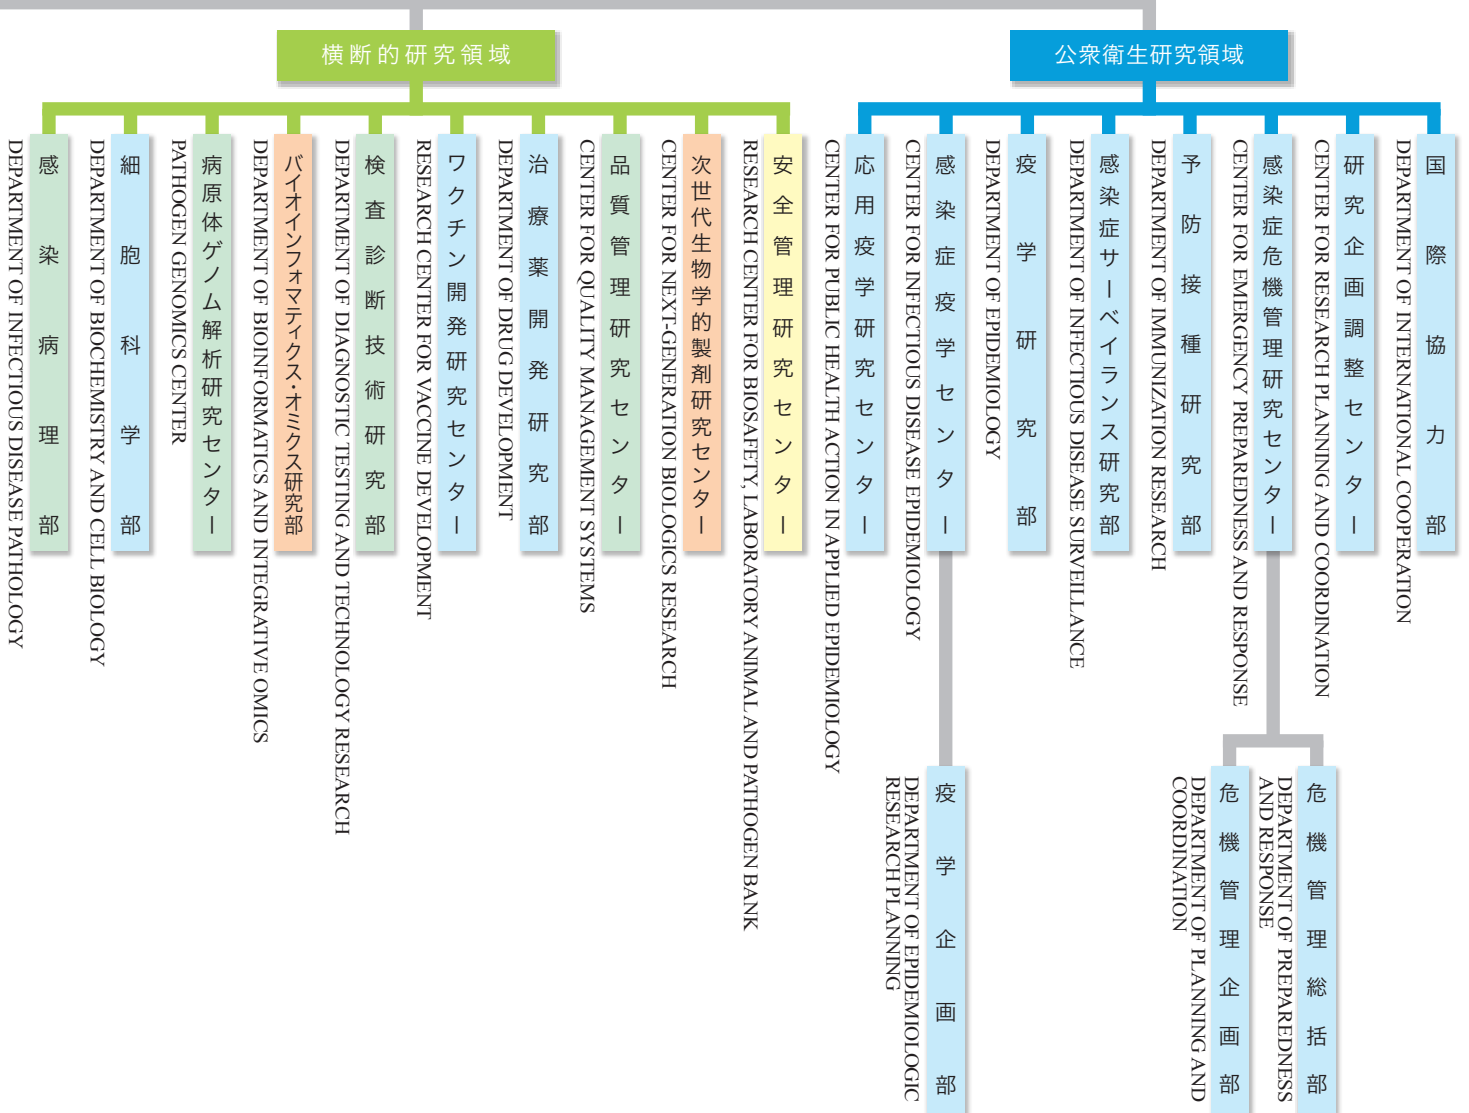 横断的研究領域
感染病理部
DEPARTMENT OF INFECTIOUS DISEASE PATHOLOGY
細胞科学部
DEPARTMENT OF BIOCHEMISTRY AND CELL BIOLOGY
病原体ゲノム解析研究センター
PATHOGEN GENOMICS CENTER
バイオインフォマティクス・オミクス研究部
DEPARTMENT OF BIOINFORMATICS AND INTEGRATIVE OMICS
検査診断技術研究部
DEPARTMENT OF DIAGNOSTIC TESTING AND TECHNOLOGY RESEARCH
ワクチン開発研究センター
RESEARCH CENTER FOR VACCINE DEVELOPMENT
治療薬開発研究部
DEPARTMENT OF DRUG DEVELOPMENT
品質管理研究センター
CENTER FOR QUALITY MANAGEMENT SYSTEMS
次世代生物学的製剤研究センター
CENTER FOR NEXT-GENERATION BIOLOGICS RESEARCH
安全管理研究センター
RESEARCH CENTER FOR BIOSAFETY, LABORATORY ANIMAL AND PATHOGEN BANK
公衆衛生研究領域
応用疫学研究センター
CENTER FOR PUBLIC HEALTH ACTION IN APPLIED EPIDEMIOLOGY
感染症疫学センター
CENTER FOR INFECTIOUS DISEASE EPIDEMIOLOGY
疫学企画部
DEPARTMENT OF EPIDEMIOLOGIC
RESEARCH PLANNING
疫学研究部
DEPARTMENT OF EPIDEMIOLOGY
感染症サーベイランス研究部
DEPARTMENT OF INFECTIOUS DISEASE SURVEILLANCE
予防接種研究部
DEPARTMENT OF IMMUNIZATION RESEARCH
感染症危機管理研究センター
CENTER FOR EMERGENCY PREPAREDNESS AND RESPONSE
危機管理企画部
DEPARTMENT OF PLANNING AND
COORDINATION
危機管理総括部
DEPARTMENT OF PREPAREDNESS
AND RESPONSE
研究企画調整センター
CENTER FOR RESEARCH PLANNING AND COORDINATION
国際協力部
DEPARTMENT OF INTERNATIONAL COOPERATION